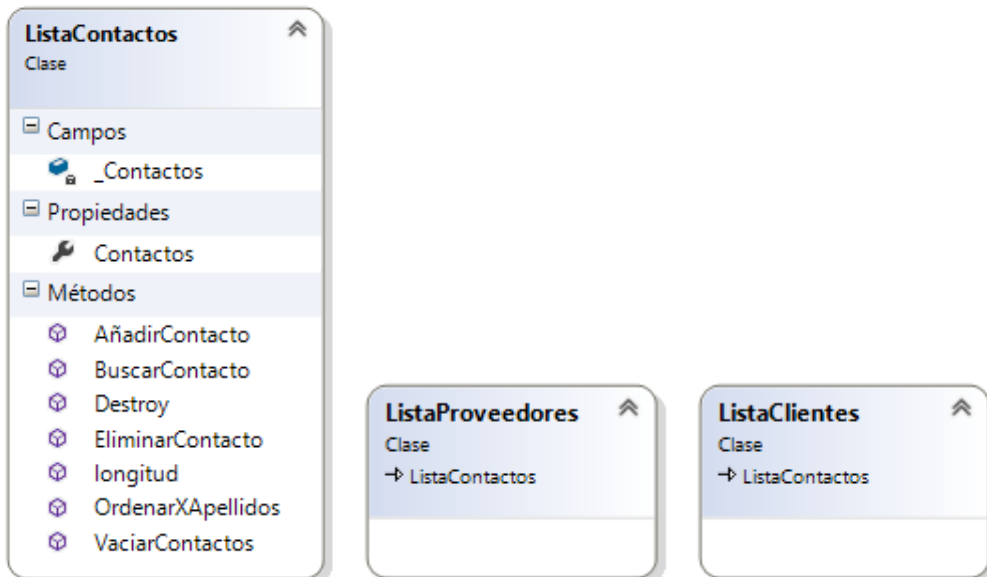 ListaContactos
Clase
Campos
_Contactos
Propiedades
Contactos
Métodos
AñadirContacto
BuscarContacto
Destroy
EliminarContacto
longitud
OrdenarXApellidos
VaciarContactos
ListaProveedores
Clase
ListaContactos
ListaClientes
Clase
ListaContactos